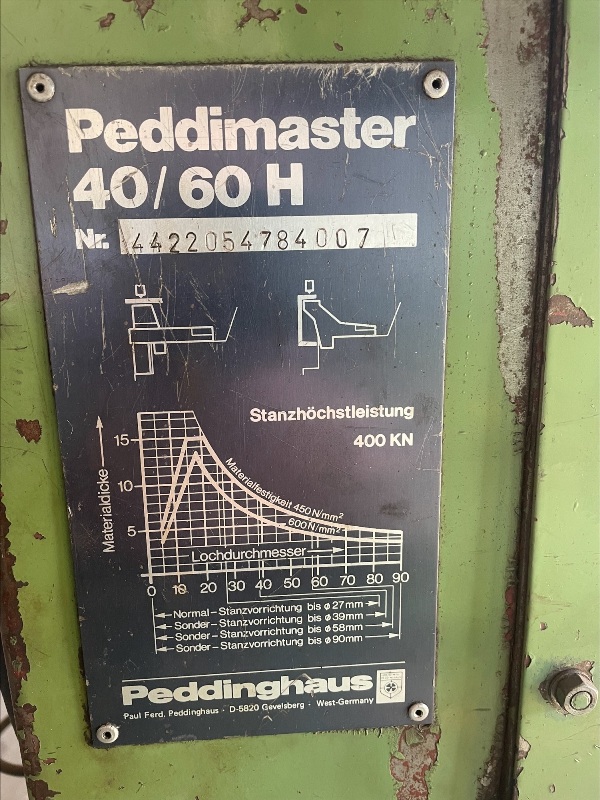 Peddimaster
40/60 H
Nr. 4422054784007
Stanzhöchstleistung
400 KN
Materialdicke
15
10
5
Materialfestigkeit 450 N/mm²
600 N/mm²
Lochdurchmesser
0 10 20 30 40 50 60 70 80 90
Normal-Stanzvorrichtung bis ø 27mm
Sonder-Stanzvorrichtung bis ø 39mm
Sonder-Stanzvorrichtung bis ø 58mm
Sonder-Stanzvorrichtung bis ø 90mm
Peddinghaus
Paul Ferd. Peddinghaus · D-5820 Gevelsberg · West-Germany